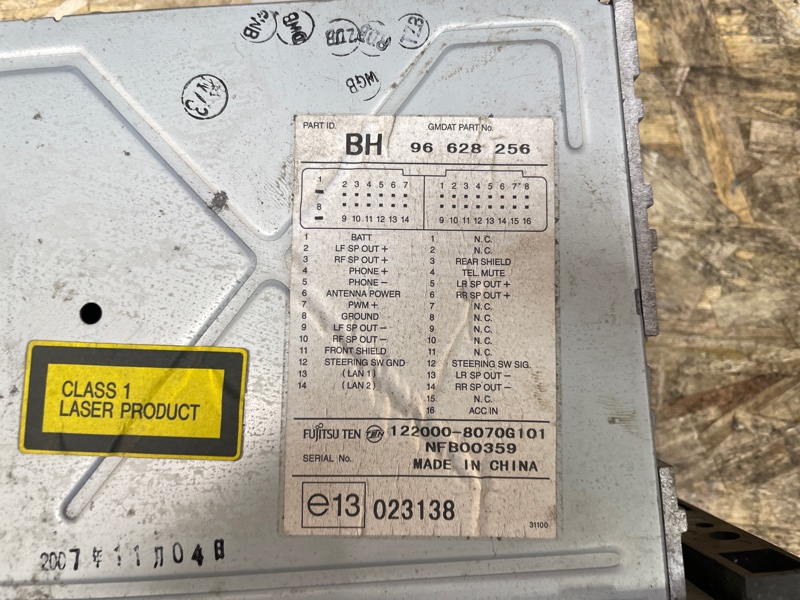 GMB
WGB
W13
PART ID.
GMDAT PART No.
BH 96 628 256
1 2 3 4 5 6 7 1 2 3 4 5 6 7 8
8 9 10 11 12 13 14 9 10 11 12 13 14 15 16
1 BATT
2 LF SP OUT +
3 RF SP OUT +
4 PHONE +
5 PHONE -
6 ANTENNA POWER
7 PWM +
8 GROUND
9 LF SP OUT -
10 RF SP OUT -
11 FRONT SHIELD
12 STEERING SW GND
13 (LAN 1)
14 (LAN 2)
1 N.C.
2 N.C.
3 REAR SHIELD
4 TEL. MUTE
5 LR SP OUT +
6 RR SP OUT +
7 N.C.
8 N.C.
9 N.C.
10 N.C.
11 N.C.
12 STEERING SW SIG.
13 LR SP OUT -
14 RR SP OUT -
15 N.C.
16 ACC IN
FUJITSU TEN TEN 122000-8070G101
NFB00359
SERIAL No. MADE IN CHINA
e13 023138
31100
CLASS 1
LASER PRODUCT
2007年11月04日